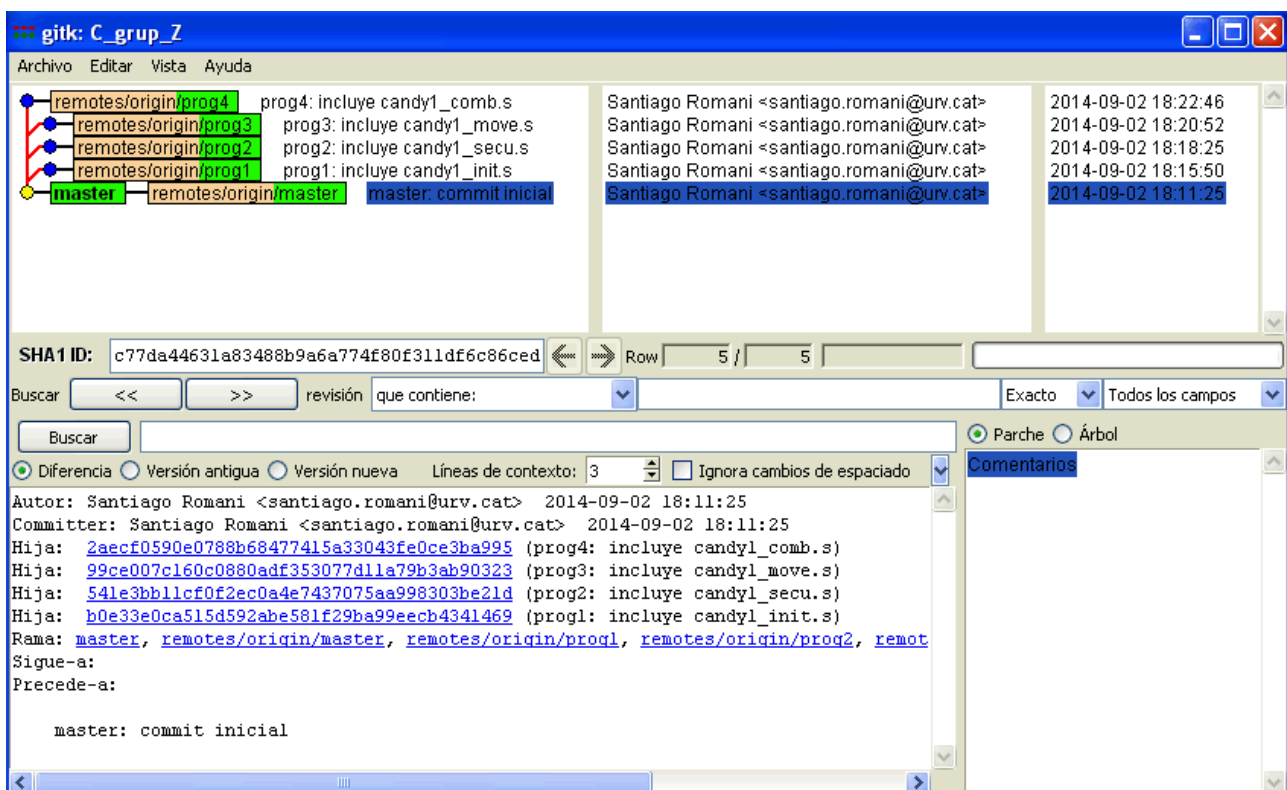 gitk: C_grup_Z
Archivo Editar Vista Ayuda
remotes/origin/prog4 prog4: incluye candy1_comb.s Santiago Romani <santiago.romani@urv.cat> 2014-09-02 18:22:46
remotes/origin/prog3 prog3: incluye candy1_move.s Santiago Romani <santiago.romani@urv.cat> 2014-09-02 18:20:52
remotes/origin/prog2 prog2: incluye candy1_secu.s Santiago Romani <santiago.romani@urv.cat> 2014-09-02 18:18:25
remotes/origin/prog1 prog1: incluye candy1_init.s Santiago Romani <santiago.romani@urv.cat> 2014-09-02 18:15:50
master remotes/origin/master master: commit inicial Santiago Romani <santiago.romani@urv.cat> 2014-09-02 18:11:25
SHA1 ID: c77da44631a83488b9a6a774f80f311df6c86ced Row 5 / 5
Buscar << >> revisión que contiene: Exacto Todos los campos
Buscar Parche Árbol
Diferencia Versión antigua Versión nueva Líneas de contexto: 3 Ignora cambios de espaciado Comentarios
Autor: Santiago Romani <santiago.romani@urv.cat> 2014-09-02 18:11:25
Committer: Santiago Romani <santiago.romani@urv.cat> 2014-09-02 18:11:25
Hija: 2aecf0590e0788b68477415a33043fe0ce3ba995 (prog4: incluye candy1_comb.s)
Hija: 99ce007c160c0880adf353077d11a79b3ab90323 (prog3: incluye candy1_move.s)
Hija: 541e3bb11cf0f2ec0a4e7437075aa998303be21d (prog2: incluye candy1_secu.s)
Hija: b0e33e0ca515d592abe581f29ba99eecb4341469 (prog1: incluye candy1_init.s)
Rama: master, remotes/origin/master, remotes/origin/prog1, remotes/origin/prog2, remot
Sigue-a:
Precede-a:
master: commit inicial